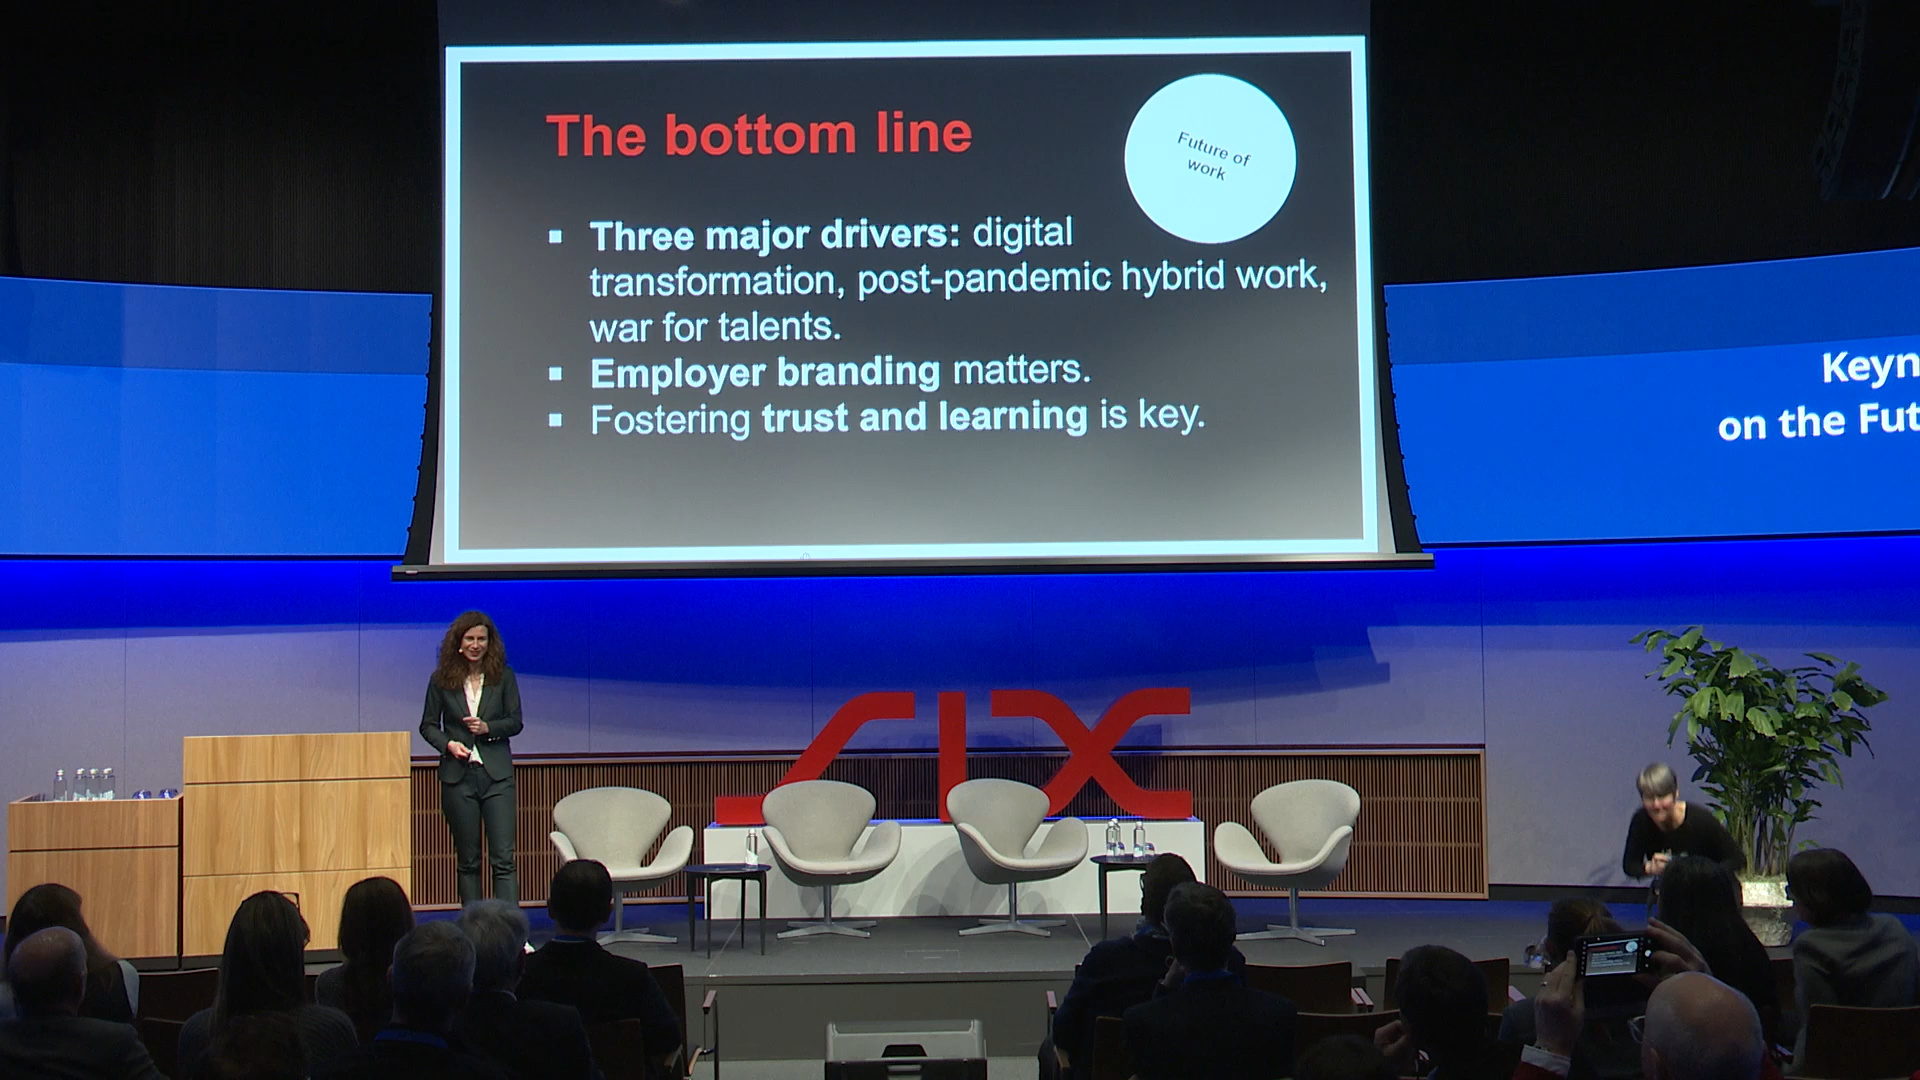 The bottom line
Future of
work
▪ Three major drivers: digital
transformation, post-pandemic hybrid work,
war for talents.
▪ Employer branding matters.
▪ Fostering trust and learning is key.
Keyn
on the Fut
SIX